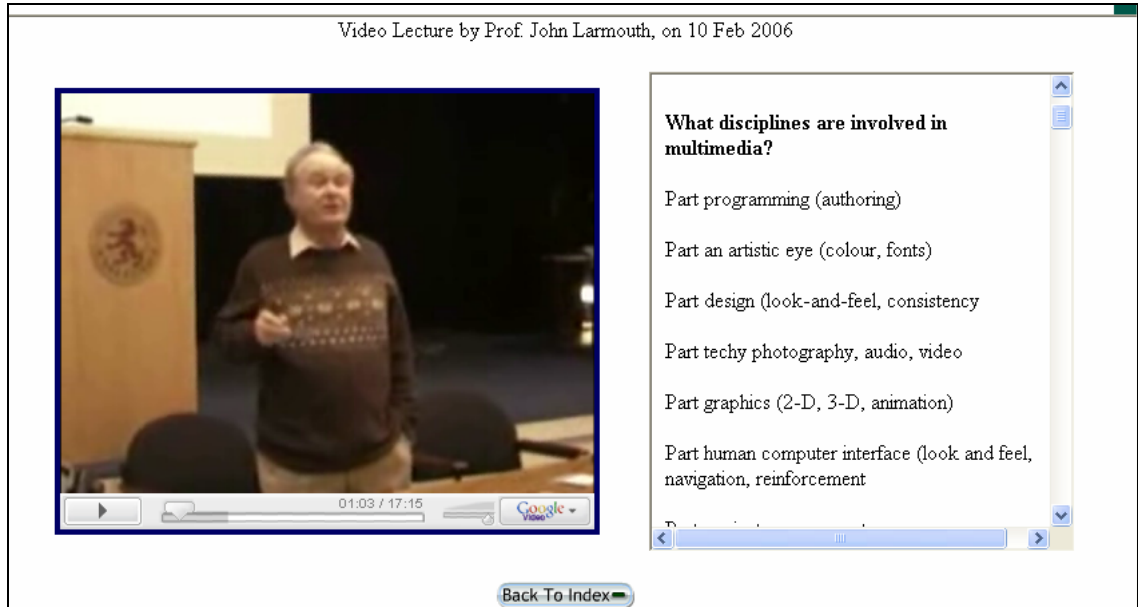 Video Lecture by Prof. John Larmouth, on 10 Feb 2006
What disciplines are involved in
multimedia?
Part programming (authoring)
Part an artistic eye (colour, fonts)
Part design (look-and-feel, consistency
Part techy photography, audio, video
Part graphics (2-D, 3-D, animation)
Part human computer interface (look and feel,
navigation, reinforcement
01:03 / 17:15
Google
Video
Back To Index